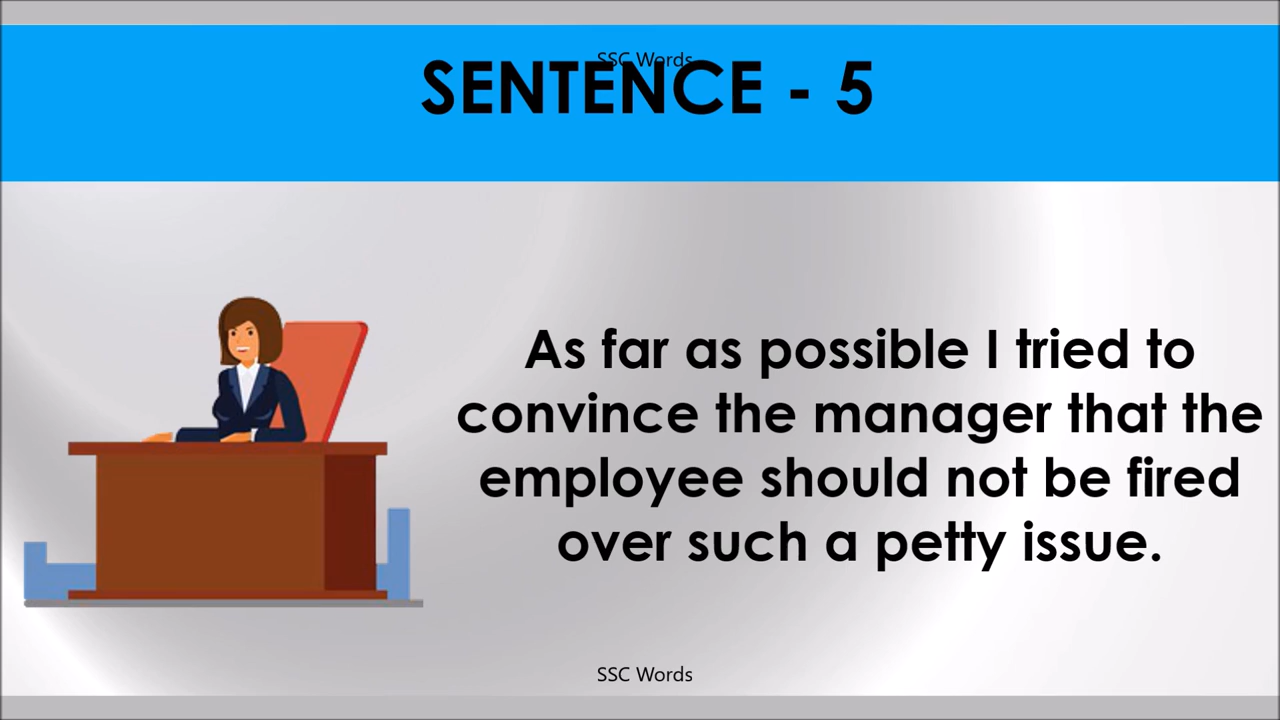 SSC Words
SENTENCE - 5
As far as possible I tried to
convince the manager that the
employee should not be fired
over such a petty issue.
SSC Words